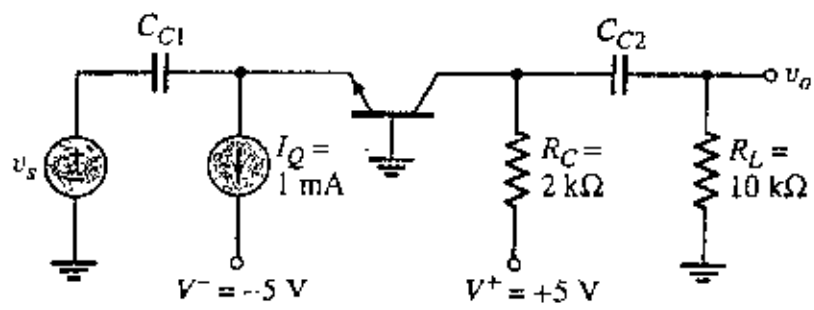 C_C1
C_C2
v_o
v_s
I_Q =
1 mA
R_C =
2 kΩ
R_L =
10 kΩ
V⁻ = -5 V
V⁺ = +5 V